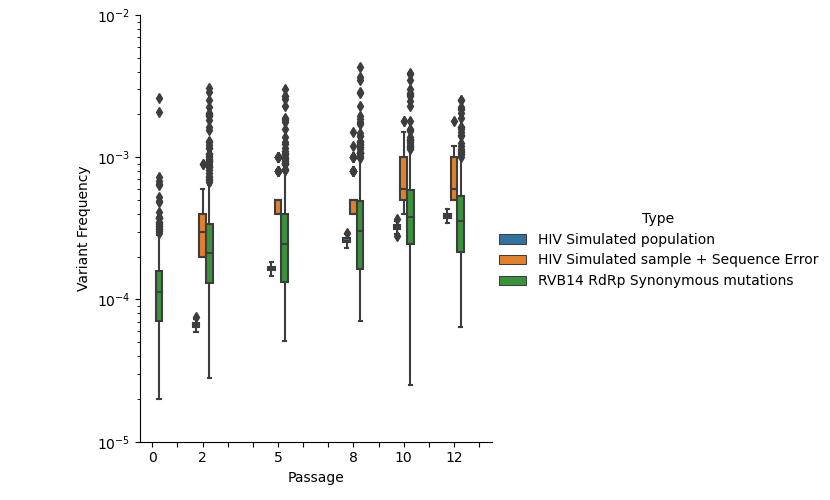 10⁻²
10⁻³
10⁻⁴
10⁻⁵
Variant Frequency
0 2 5 8 10 12
Passage
Type
HIV Simulated population
HIV Simulated sample + Sequence Error
RVB14 RdRp Synonymous mutations